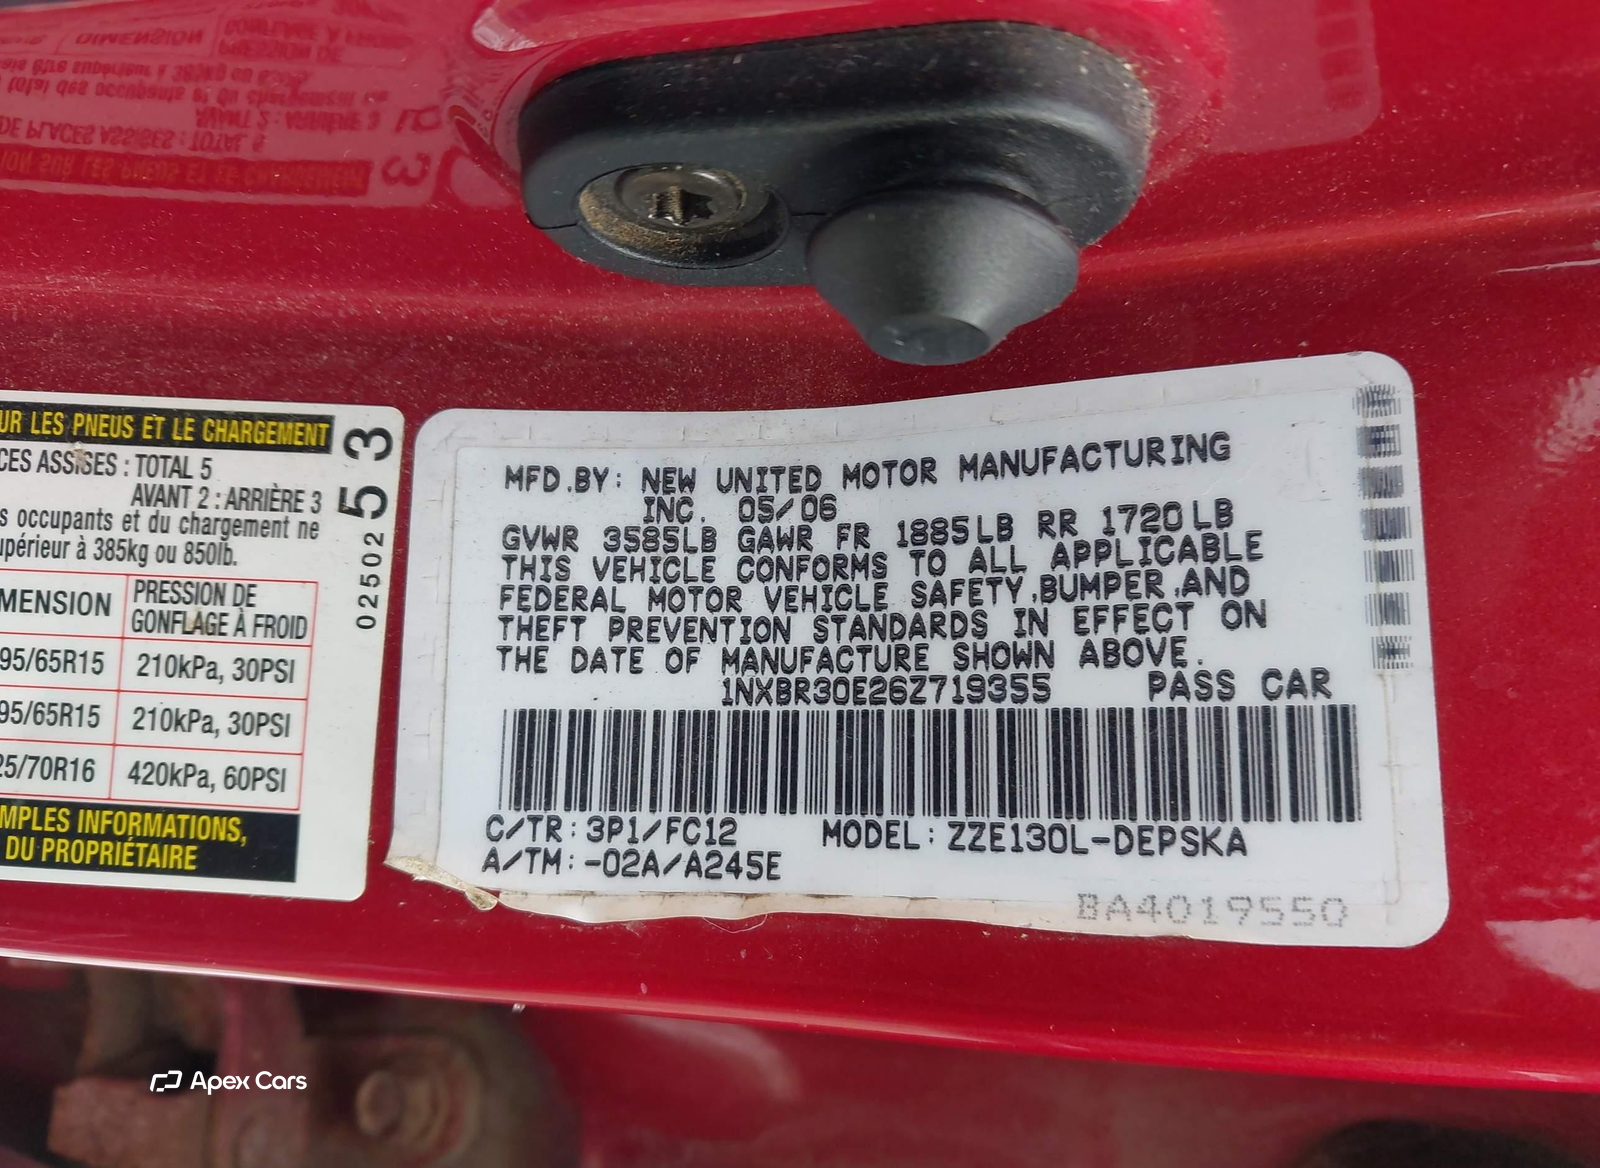 UR LES PNEUS ET LE CHARGEMENT
CES ASSISES : TOTAL 5
AVANT 2 : ARRIÈRE 3
s occupants et du chargement ne
upérieur à 385kg ou 850lb.
MENSION PRESSION DE GONFLAGE À FROID
95/65R15 210kPa, 30PSI
95/65R15 210kPa, 30PSI
25/70R16 420kPa, 60PSI
MPLES INFORMATIONS,
DU PROPRIÉTAIRE
02502 53
MFD.BY: NEW UNITED MOTOR MANUFACTURING
INC. 05/06
GVWR 3585LB GAWR FR 1885LB RR 1720LB
THIS VEHICLE CONFORMS TO ALL APPLICABLE
FEDERAL MOTOR VEHICLE SAFETY,BUMPER,AND
THEFT PREVENTION STANDARDS IN EFFECT ON
THE DATE OF MANUFACTURE SHOWN ABOVE.
1NXBR30E26Z719355 PASS CAR
C/TR:3P1/FC12 MODEL:ZZE130L-DEPSKA
A/TM:-02A/A245E
BA4019550
Apex Cars